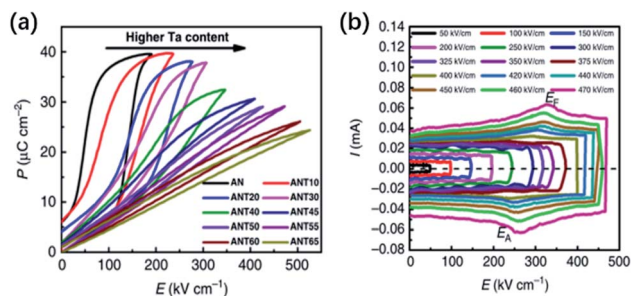 (a)
Higher Ta content
P (μC cm⁻²)
40
30
20
10
0
AN
ANT10
ANT20
ANT30
ANT40
ANT45
ANT50
ANT55
ANT60
ANT65
0 100 200 300 400 500
E (kV cm⁻¹)
(b)
I (mA)
0.14
0.12
0.10
0.08
0.06
0.04
0.02
0.00
−0.02
−0.04
−0.06
−0.08
50 kV/cm 100 kV/cm 150 kV/cm
200 kV/cm 250 kV/cm 300 kV/cm
325 kV/cm 350 kV/cm 375 kV/cm
400 kV/cm 420 kV/cm 440 kV/cm
450 kV/cm 460 kV/cm 470 kV/cm
E_F
E_A
0 100 200 300 400 500
E (kV cm⁻¹)